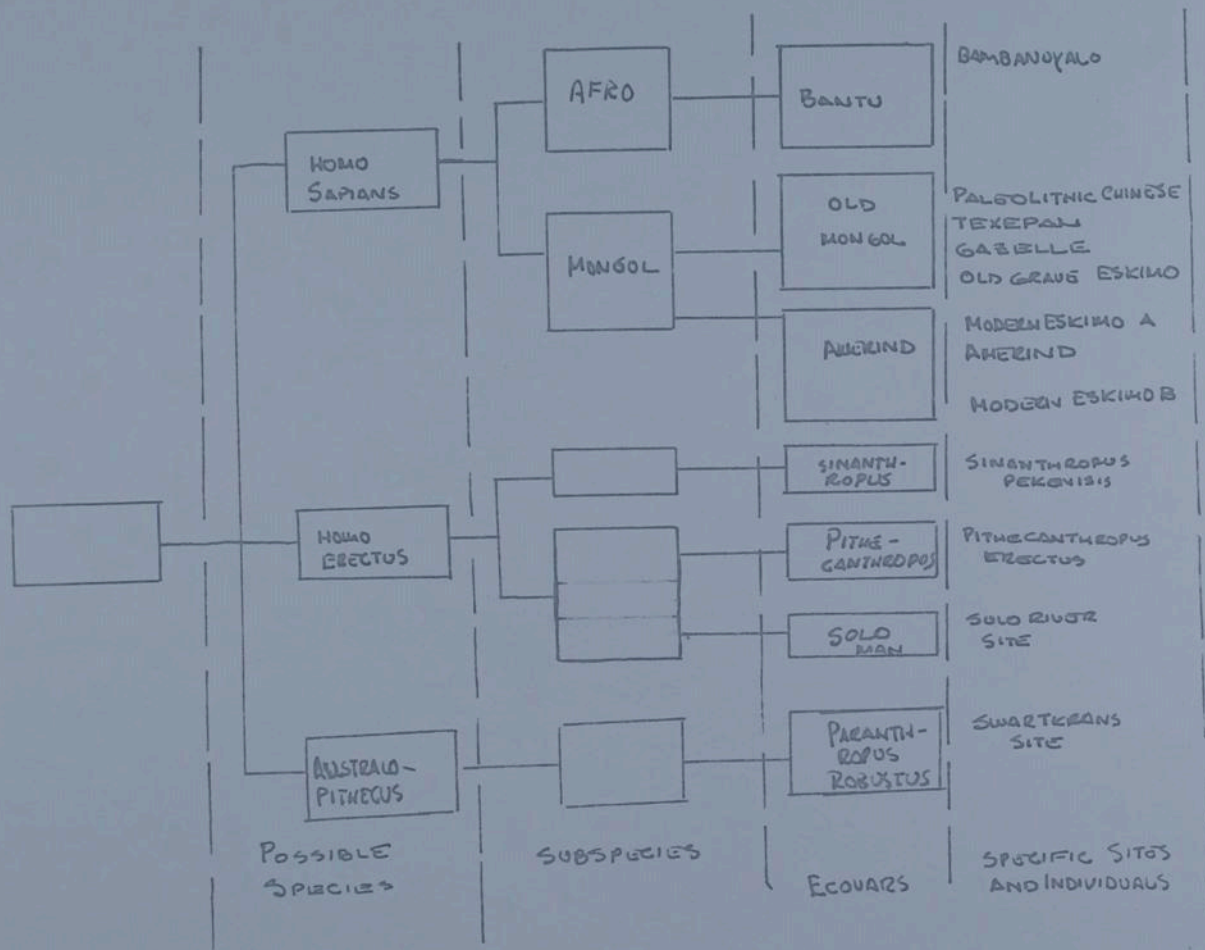 BAMBANOYALO
AFRO
BANTU
HOMO
SAPIANS
OLD
MONGOL
PALEOLITHIC CHINESE
TEXEPAN
GABELLE
OLD GRAVE ESKIMO
MONGOL
AMERIND
MODERN ESKIMO A
AMERIND
MODERN ESKIMO B
SINANTH-
ROPUS
SINANTHROPUS
PEKENISIS
HOMO
ERECTUS
PITHE-
CANTHROPOS
PITHECANTHROPUS
ERECTUS
SOLO
MAN
SOLO RIVER
SITE
AUSTRALO-
PITHECUS
PARANTH-
ROPUS
ROBUSTUS
SWARTKRANS
SITE
POSSIBLE
SPECIES
SUBSPECIES
ECOVARS
SPECIFIC SITES
AND INDIVIDUALS